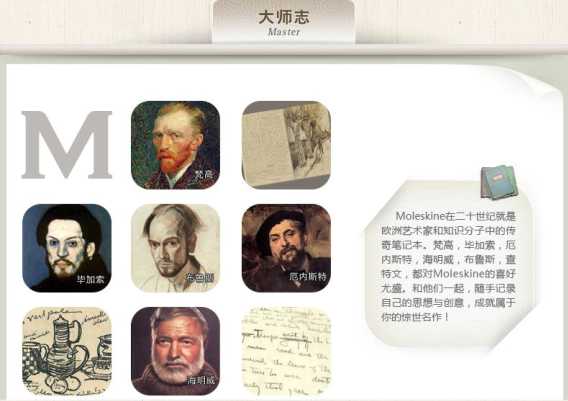 大师志
Master
M
梵高
毕加索
布鲁斯
厄内斯特
海明威
Moleskine在二十世纪就是
欧洲艺术家和知识分子中的传
奇笔记本。梵高，毕加索，厄
内斯特，海明威，布鲁斯，查
特文，都对Moleskine的喜好
尤盛。和他们一起，随手记录
自己的思想与创意，成就属于
你的惊世名作！